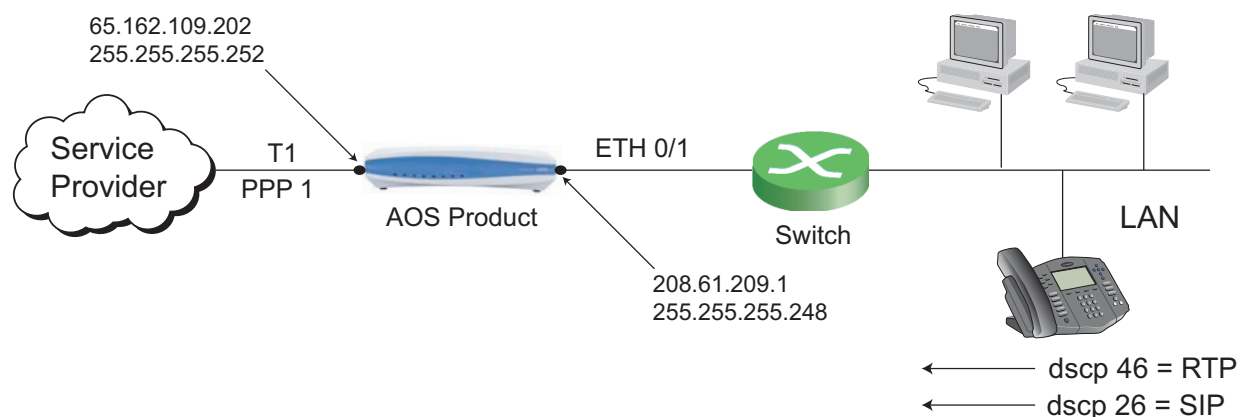 65.162.109.202
255.255.255.252
Service
Provider
T1
PPP 1
AOS Product
ETH 0/1
Switch
LAN
208.61.209.1
255.255.255.248
dscp 46 = RTP
dscp 26 = SIP